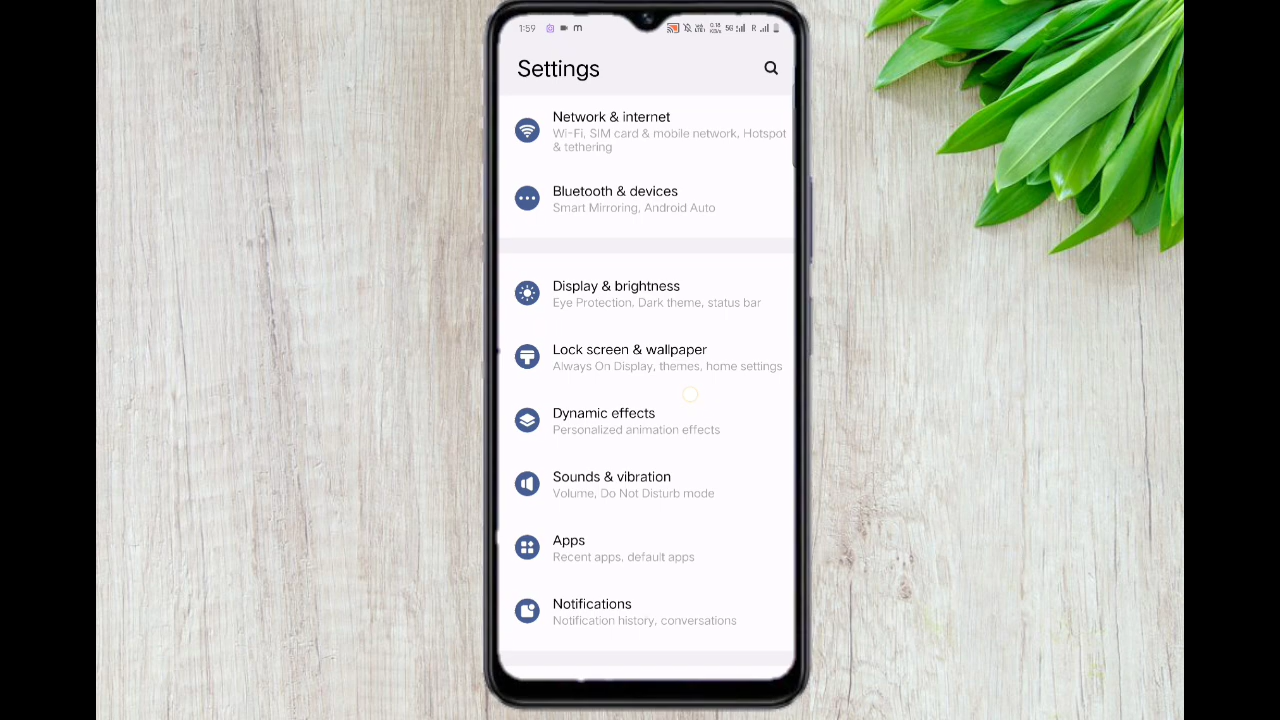 1:59 m 5G R
Settings
Network & internet
Wi-Fi, SIM card & mobile network, Hotspot
& tethering
Bluetooth & devices
Smart Mirroring, Android Auto
Display & brightness
Eye Protection, Dark theme, status bar
Lock screen & wallpaper
Always On Display, themes, home settings
Dynamic effects
Personalized animation effects
Sounds & vibration
Volume, Do Not Disturb mode
Apps
Recent apps, default apps
Notifications
Notification history, conversations